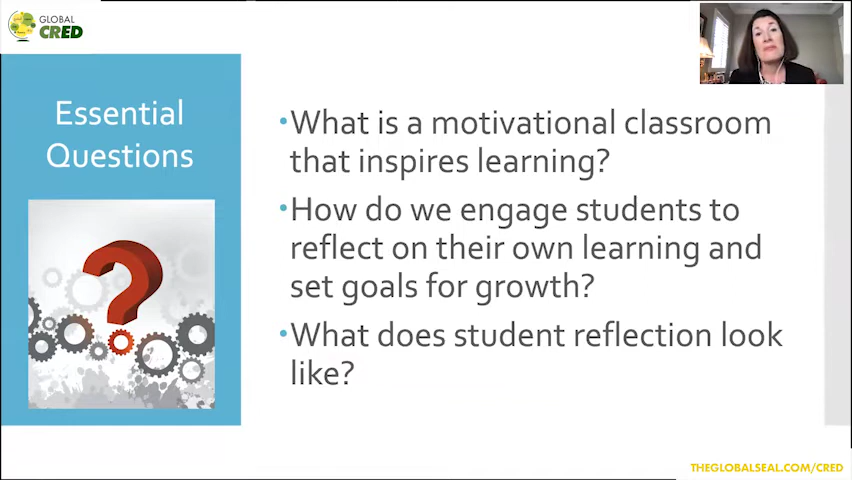 GLOBAL
CRED
Essential
Questions
•What is a motivational classroom
that inspires learning?
•How do we engage students to
reflect on their own learning and
set goals for growth?
•What does student reflection look
like?
THEGLOBALSEAL.COM/CRED